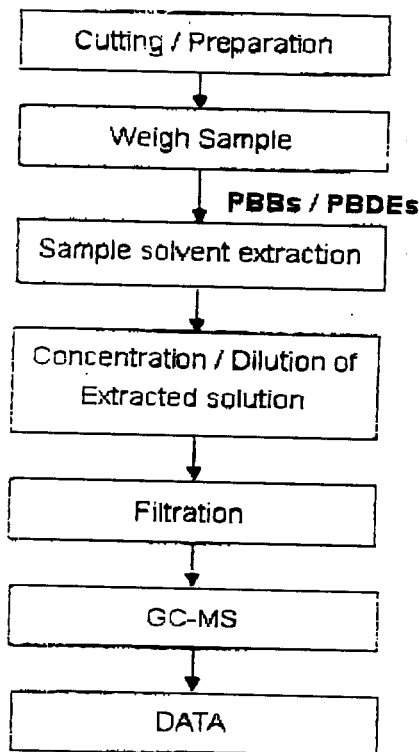 Cutting / Preparation
Weigh Sample
PBBs / PBDEs
Sample solvent extraction
Concentration / Dilution of
Extracted solution
Filtration
GC-MS
DATA